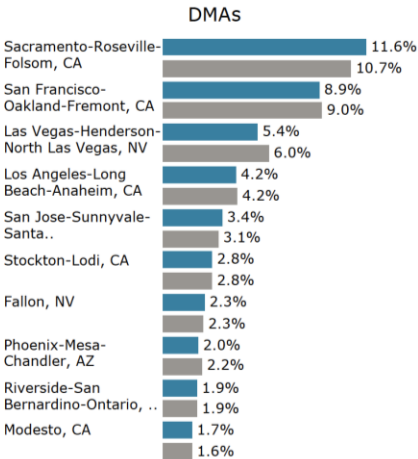 DMAs
Sacramento-Roseville-
Folsom, CA
11.6%
10.7%
San Francisco-
Oakland-Fremont, CA
8.9%
9.0%
Las Vegas-Henderson-
North Las Vegas, NV
5.4%
6.0%
Los Angeles-Long
Beach-Anaheim, CA
4.2%
4.2%
San Jose-Sunnyvale-
Santa..
3.4%
3.1%
Stockton-Lodi, CA
2.8%
2.8%
Fallon, NV
2.3%
2.3%
Phoenix-Mesa-
Chandler, AZ
2.0%
2.2%
Riverside-San
Bernardino-Ontario, ..
1.9%
1.9%
Modesto, CA
1.7%
1.6%